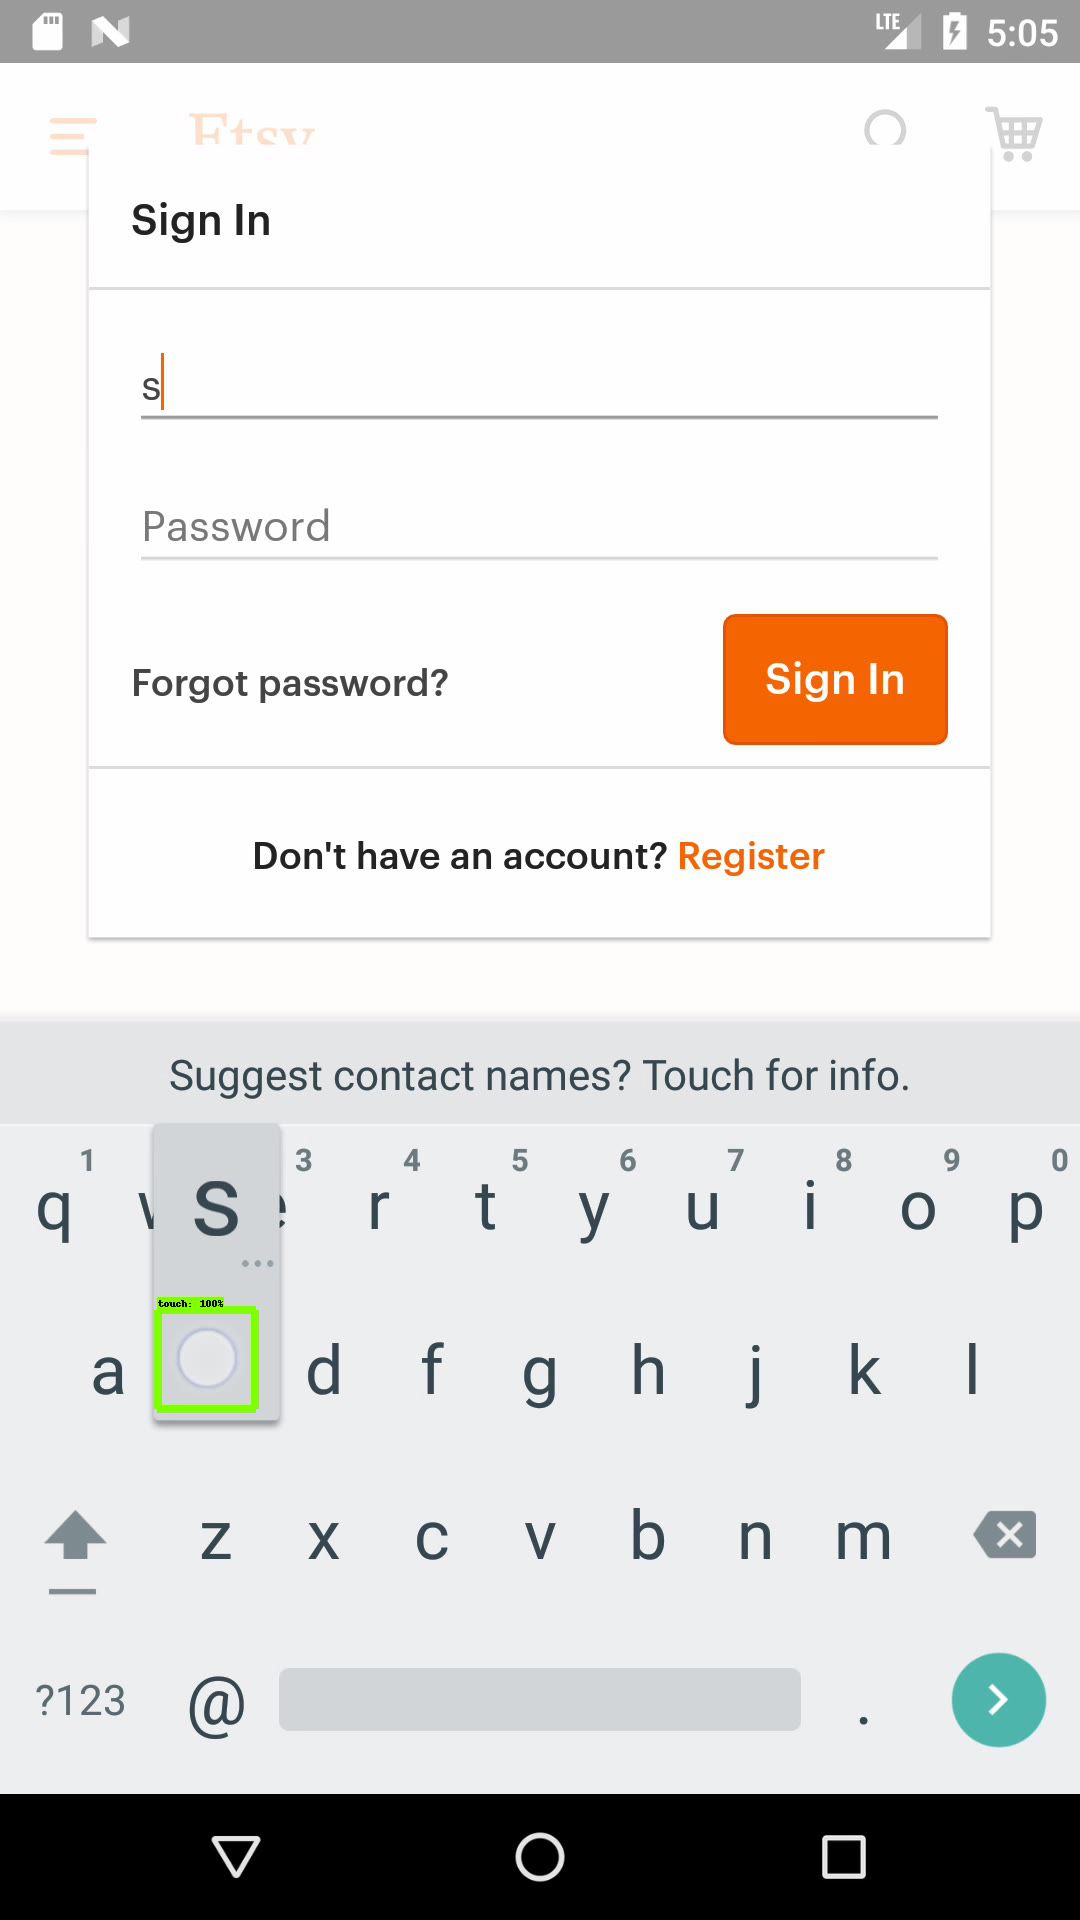 LTE 5:05
Etsy
Sign In
s
Password
Forgot password?
Sign In
Don't have an account? Register
Suggest contact names? Touch for info.
1 3 4 5 6 7 8 9 0
q w s e r t y u i o p
touch: 100%
a d f g h j k l
z x c v b n m
?123 @ .